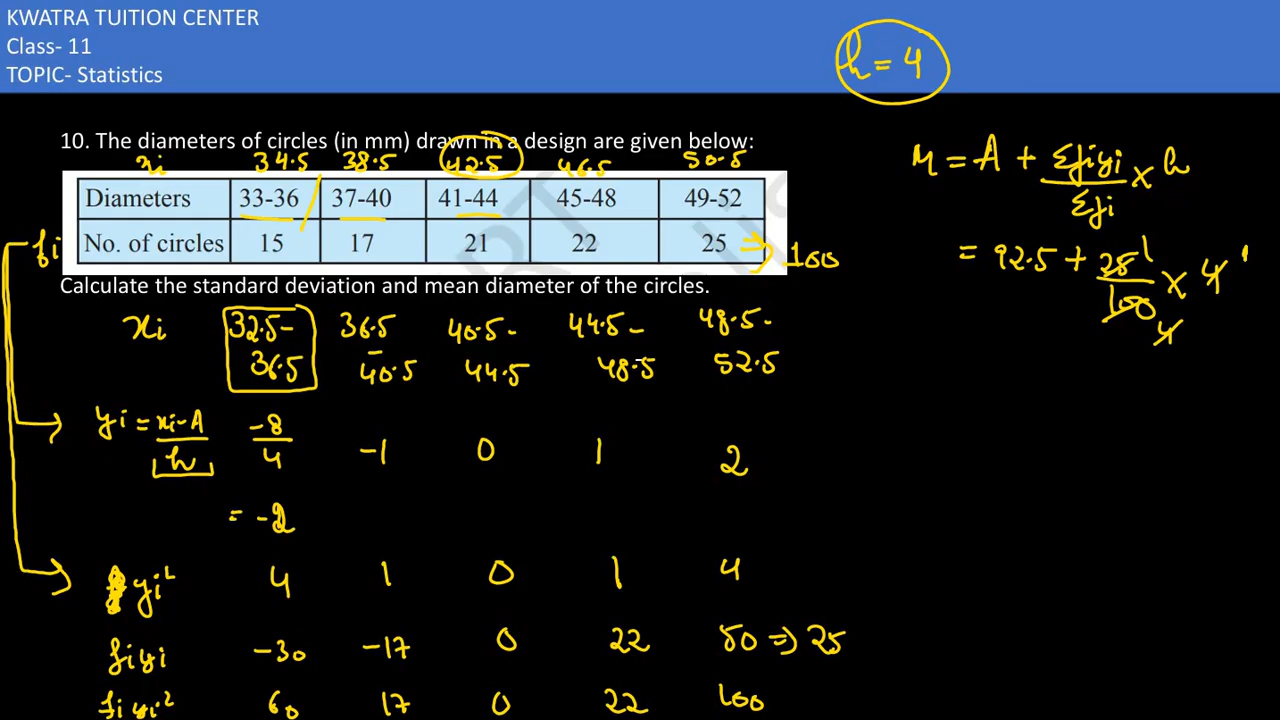 KWATRA TUITION CENTER
Class- 11
TOPIC- Statistics
h = 4
10. The diameters of circles (in mm) drawn in a design are given below:
xi 34.5 38.5 42.5 46.5 50.5
Diameters 33-36 37-40 41-44 45-48 49-52
fi No. of circles 15 17 21 22 25 ⇒ 100
Calculate the standard deviation and mean diameter of the circles.
M = A + Σfiyi/Σfi × h
= 42.5 + 25/100 × 4
xi 32.5- 36.5 40.5- 44.5- 48.5-
36.5 - 40.5 44.5 48.5 52.5
yi = xi-A/h -8/4 -1 0 1 2
= -2
yi² 4 1 0 1 4
fiyi -30 -17 0 22 50 ⇒ 25
fiyi² 60 17 0 22 100